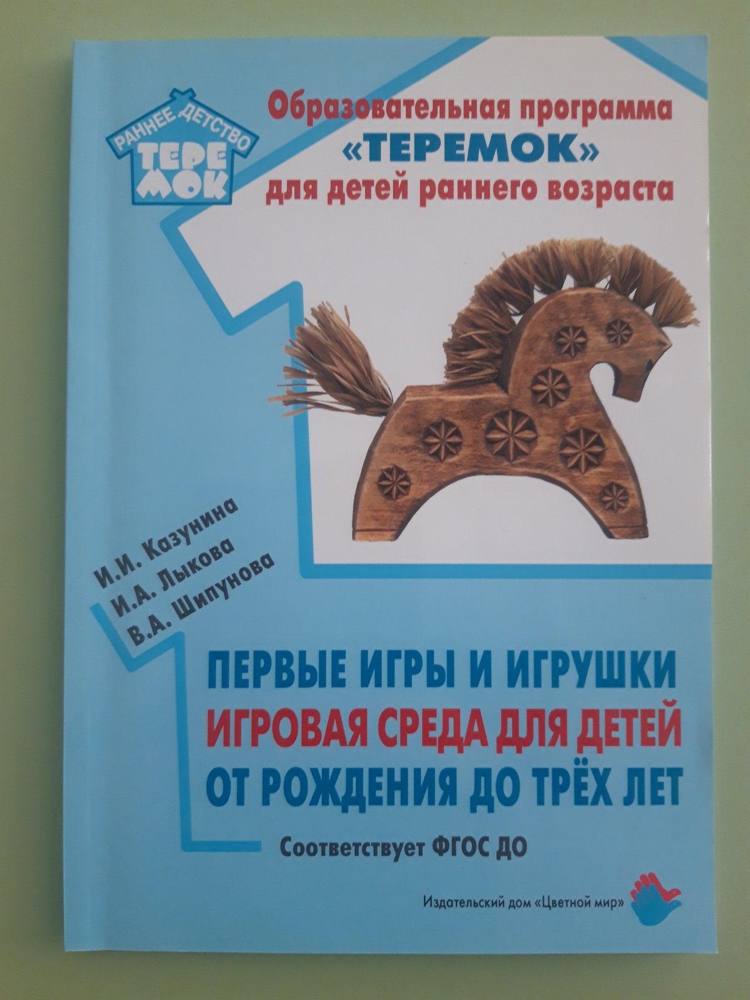 РАННЕЕ ДЕТСТВО
ТЕРЕ
МОК
Образовательная программа
«ТЕРЕМОК»
для детей раннего возраста
И.И. Казунина
И.А. Лыкова
В.А. Шипунова
ПЕРВЫЕ ИГРЫ И ИГРУШКИ
ИГРОВАЯ СРЕДА ДЛЯ ДЕТЕЙ
ОТ РОЖДЕНИЯ ДО ТРЁХ ЛЕТ
Соответствует ФГОС ДО
Издательский дом «Цветной мир»